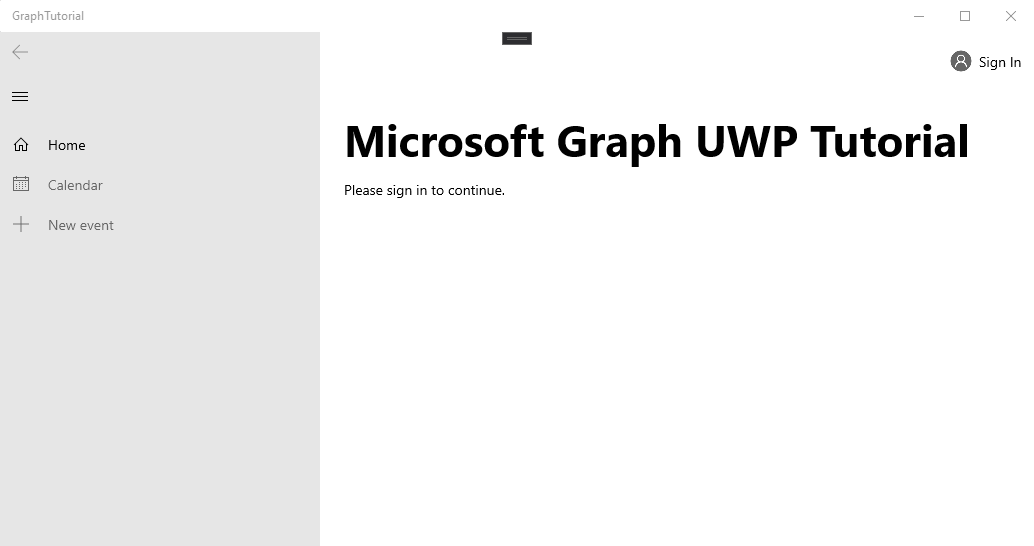 GraphTutorial
Sign In
Home
Calendar
New event
Microsoft Graph UWP Tutorial
Please sign in to continue.